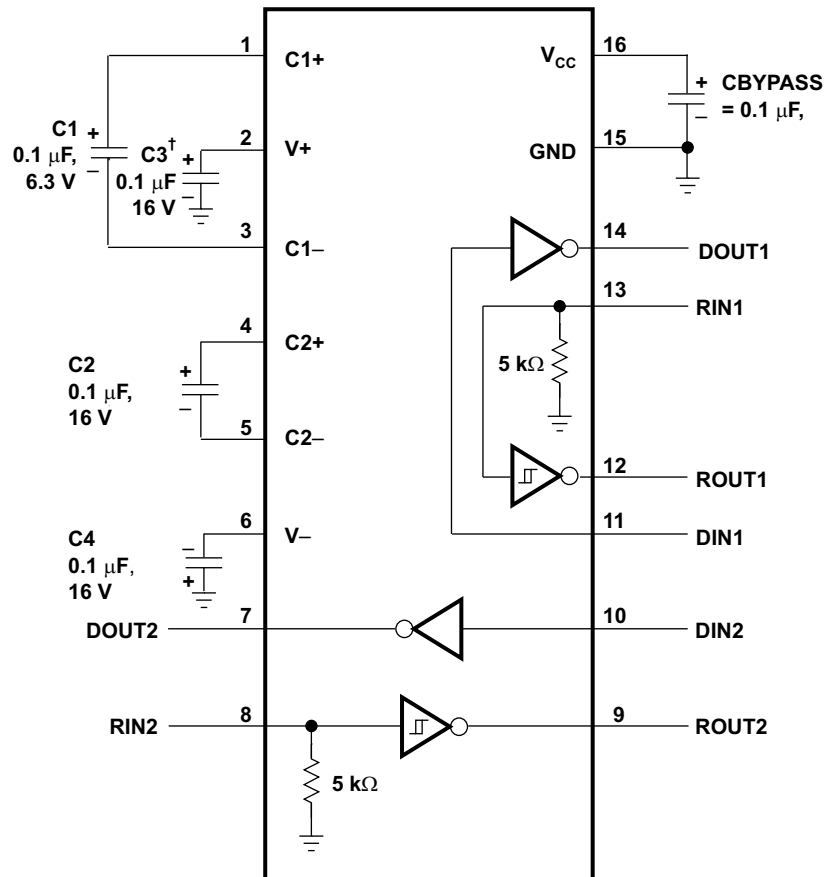 1
C1+
VCC
16
+
CBYPASS
= 0.1 μF,
–
C1
0.1 μF,
6.3 V
+
–
C3†
0.1 μF
16 V
+
–
2
V+
15
GND
3
C1–
14
DOUT1
13
RIN1
5 kΩ
4
C2+
C2
0.1 μF,
16 V
+
–
5
C2–
12
ROUT1
11
DIN1
6
V–
C4
0.1 μF,
16 V
–
+
DOUT2
7
10
DIN2
RIN2
8
9
ROUT2
5 kΩ